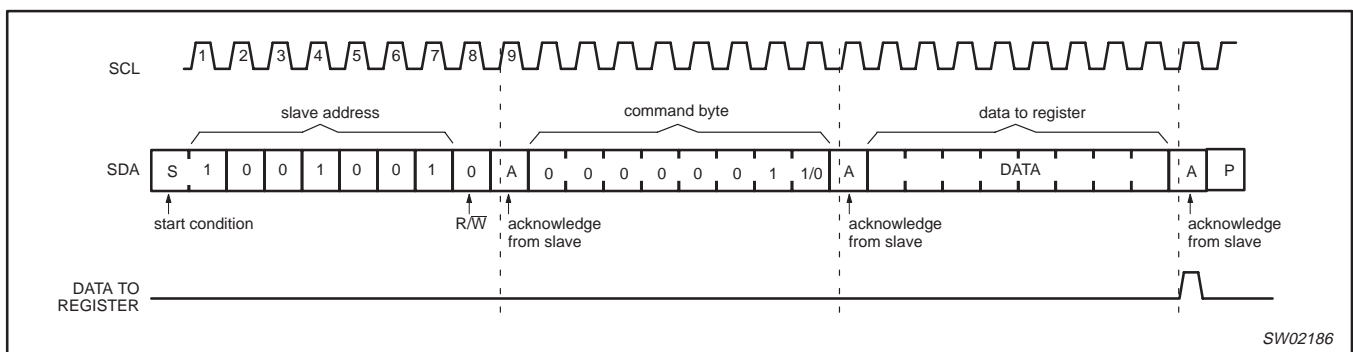 SCL 1 2 3 4 5 6 7 8 9
slave address command byte data to register
SDA S 1 0 0 1 0 0 1 0 A 0 0 0 0 0 0 1 1/0 A DATA A P
start condition R/W̅ acknowledge from slave acknowledge from slave acknowledge from slave
DATA TO
REGISTER
SW02186